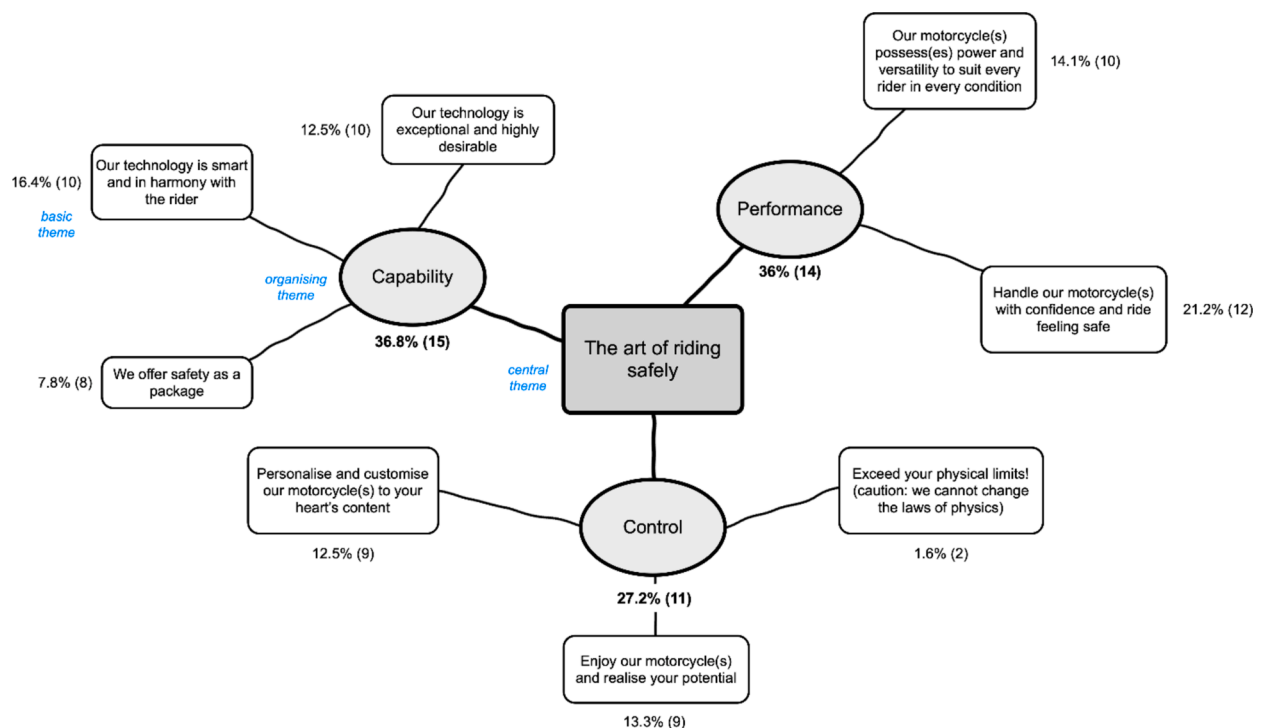 Our motorcycle(s)
possess(es) power and
versatility to suit every
rider in every condition
14.1% (10)
Our technology is
exceptional and highly
desirable
12.5% (10)
Our technology is smart
and in harmony with
the rider
16.4% (10)
basic
theme
Performance
36% (14)
organising
theme
Capability
36.8% (15)
Handle our motorcycle(s)
with confidence and ride
feeling safe
21.2% (12)
The art of riding
safely
central
theme
We offer safety as a
package
7.8% (8)
Personalise and customise
our motorcycle(s) to your
heart's content
12.5% (9)
Exceed your physical limits!
(caution: we cannot change
the laws of physics)
1.6% (2)
Control
27.2% (11)
Enjoy our motorcycle(s)
and realise your potential
13.3% (9)